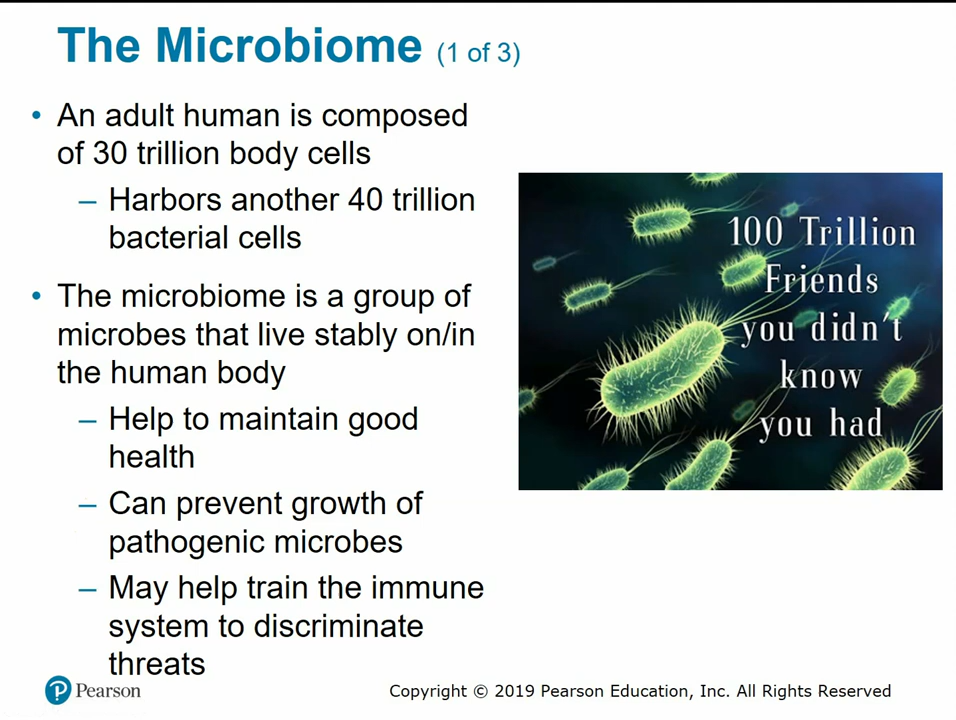 The Microbiome (1 of 3)
• An adult human is composed
of 30 trillion body cells
– Harbors another 40 trillion
bacterial cells
• The microbiome is a group of
microbes that live stably on/in
the human body
– Help to maintain good
health
– Can prevent growth of
pathogenic microbes
– May help train the immune
system to discriminate
threats
100 Trillion
Friends
you didn't
know
you had
P Pearson
Copyright © 2019 Pearson Education, Inc. All Rights Reserved